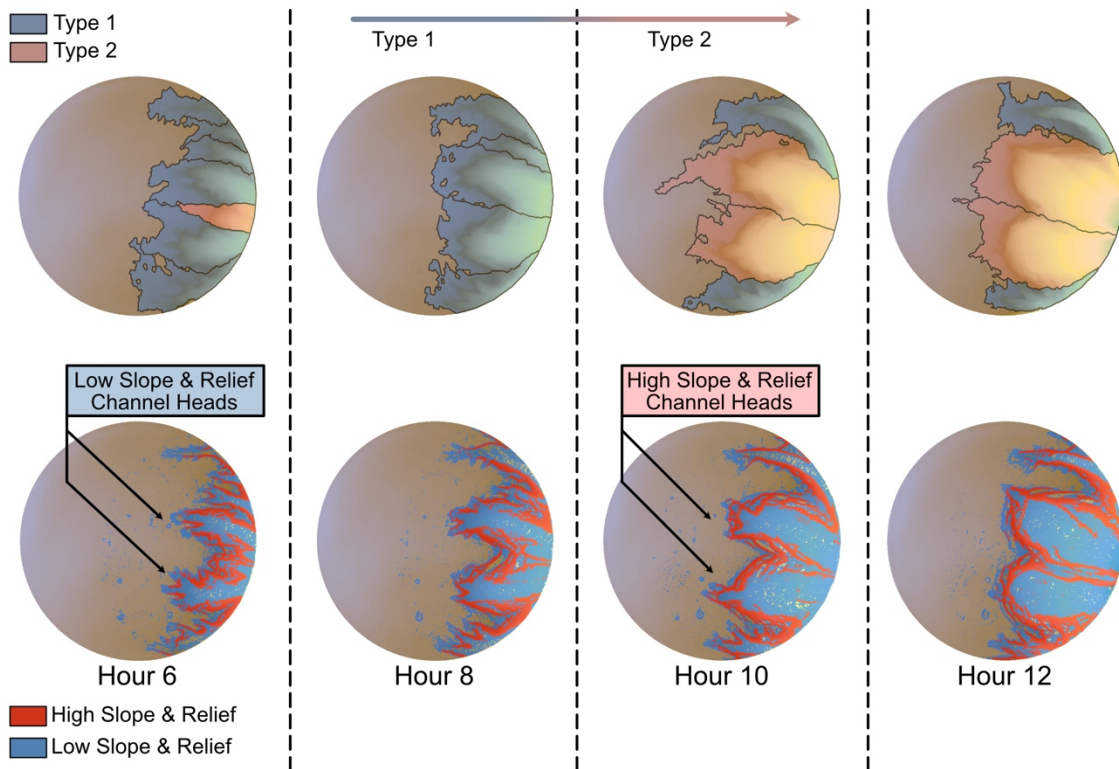 Type 1
Type 2
Type 1
Type 2
Low Slope & Relief
Channel Heads
High Slope & Relief
Channel Heads
Hour 6
Hour 8
Hour 10
Hour 12
High Slope & Relief
Low Slope & Relief